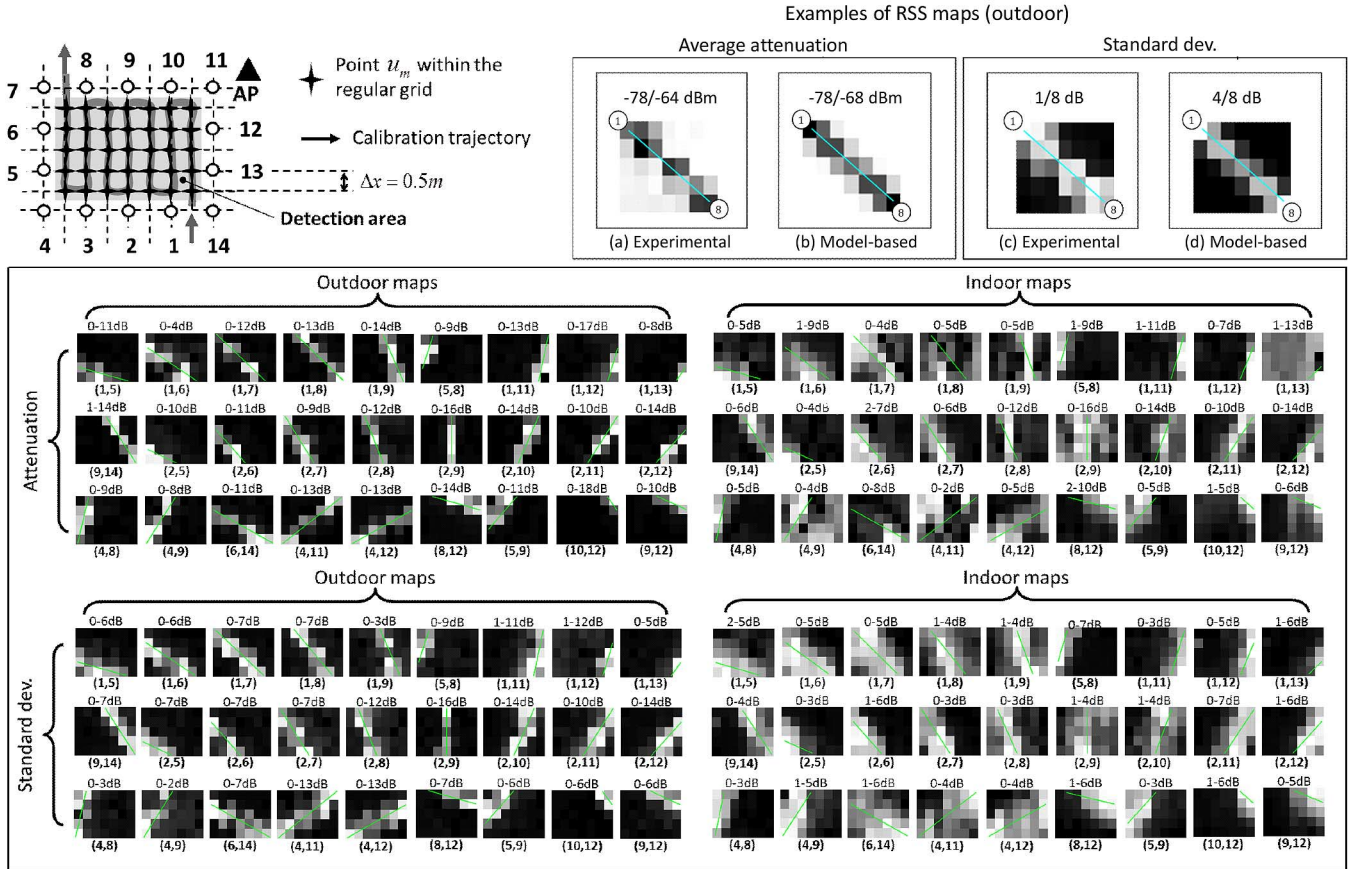 Examples of RSS maps (outdoor)
8 9 10 11
7
AP
6
12
5
13
4 3 2 1 14
Point u_m within the
regular grid
Calibration trajectory
Δx = 0.5m
Detection area
Average attenuation
Standard dev.
-78/-64 dBm
-78/-68 dBm
1/8 dB
4/8 dB
1 1 1 1
8 8 8 8
(a) Experimental
(b) Model-based
(c) Experimental
(d) Model-based
Outdoor maps
Indoor maps
Attenuation
0-11dB 0-4dB 0-12dB 0-13dB 0-14dB 0-9dB 0-13dB 0-17dB 0-8dB
(1,5) (1,6) (1,7) (1,8) (1,9) (5,8) (1,11) (1,12) (1,13)
1-14dB 0-10dB 0-11dB 0-9dB 0-12dB 0-16dB 0-14dB 0-10dB 0-14dB
(9,14) (2,5) (2,6) (2,7) (2,8) (2,9) (2,10) (2,11) (2,12)
0-9dB 0-8dB 0-11dB 0-13dB 0-13dB 0-14dB 0-11dB 0-18dB 0-10dB
(4,8) (4,9) (6,14) (4,11) (4,12) (8,12) (5,9) (10,12) (9,12)
0-5dB 1-9dB 0-4dB 0-5dB 0-5dB 1-9dB 1-11dB 0-7dB 1-13dB
(1,5) (1,6) (1,7) (1,8) (1,9) (5,8) (1,11) (1,12) (1,13)
0-6dB 0-4dB 2-7dB 0-6dB 0-12dB 0-16dB 0-14dB 0-10dB 0-14dB
(9,14) (2,5) (2,6) (2,7) (2,8) (2,9) (2,10) (2,11) (2,12)
0-5dB 0-4dB 0-8dB 0-2dB 0-5dB 2-10dB 0-5dB 1-5dB 0-6dB
(4,8) (4,9) (6,14) (4,11) (4,12) (8,12) (5,9) (10,12) (9,12)
Outdoor maps
Indoor maps
Standard dev.
0-6dB 0-6dB 0-7dB 0-7dB 0-3dB 0-9dB 1-11dB 1-12dB 0-5dB
(1,5) (1,6) (1,7) (1,8) (1,9) (5,8) (1,11) (1,12) (1,13)
0-7dB 0-7dB 0-7dB 0-7dB 0-12dB 0-16dB 0-14dB 0-10dB 0-14dB
(9,14) (2,5) (2,6) (2,7) (2,8) (2,9) (2,10) (2,11) (2,12)
0-3dB 0-2dB 0-7dB 0-13dB 0-13dB 0-7dB 0-6dB 0-6dB 0-6dB
(4,8) (4,9) (6,14) (4,11) (4,12) (8,12) (5,9) (10,12) (9,12)
2-5dB 0-5dB 0-5dB 1-4dB 1-4dB 0-7dB 0-3dB 0-5dB 1-6dB
(1,5) (1,6) (1,7) (1,8) (1,9) (5,8) (1,11) (1,12) (1,13)
0-4dB 0-3dB 1-6dB 0-3dB 0-3dB 1-4dB 1-4dB 0-7dB 1-6dB
(9,14) (2,5) (2,6) (2,7) (2,8) (2,9) (2,10) (2,11) (2,12)
0-3dB 1-5dB 1-6dB 0-4dB 0-4dB 1-6dB 0-3dB 1-6dB 0-5dB
(4,8) (4,9) (6,14) (4,11) (4,12) (8,12) (5,9) (10,12) (9,12)